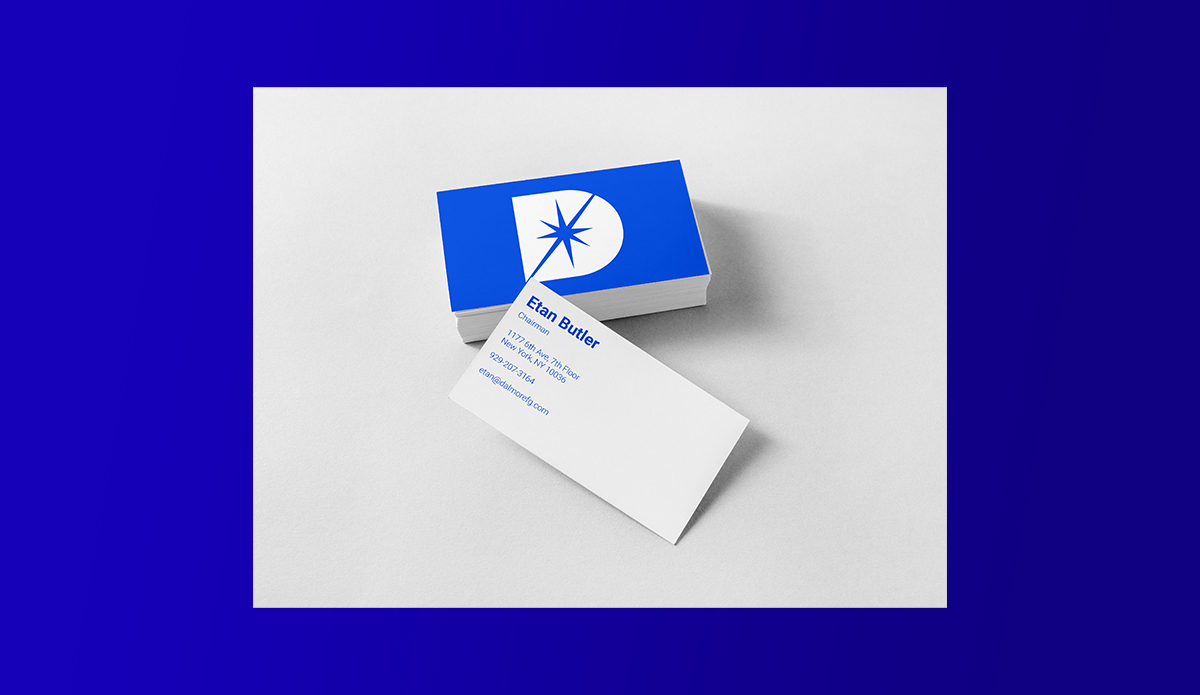 Etan Butler
Chairman
1177 6th Ave, 7th Floor
New York, NY 10036
929-207-3164
etan@dalmorefg.com